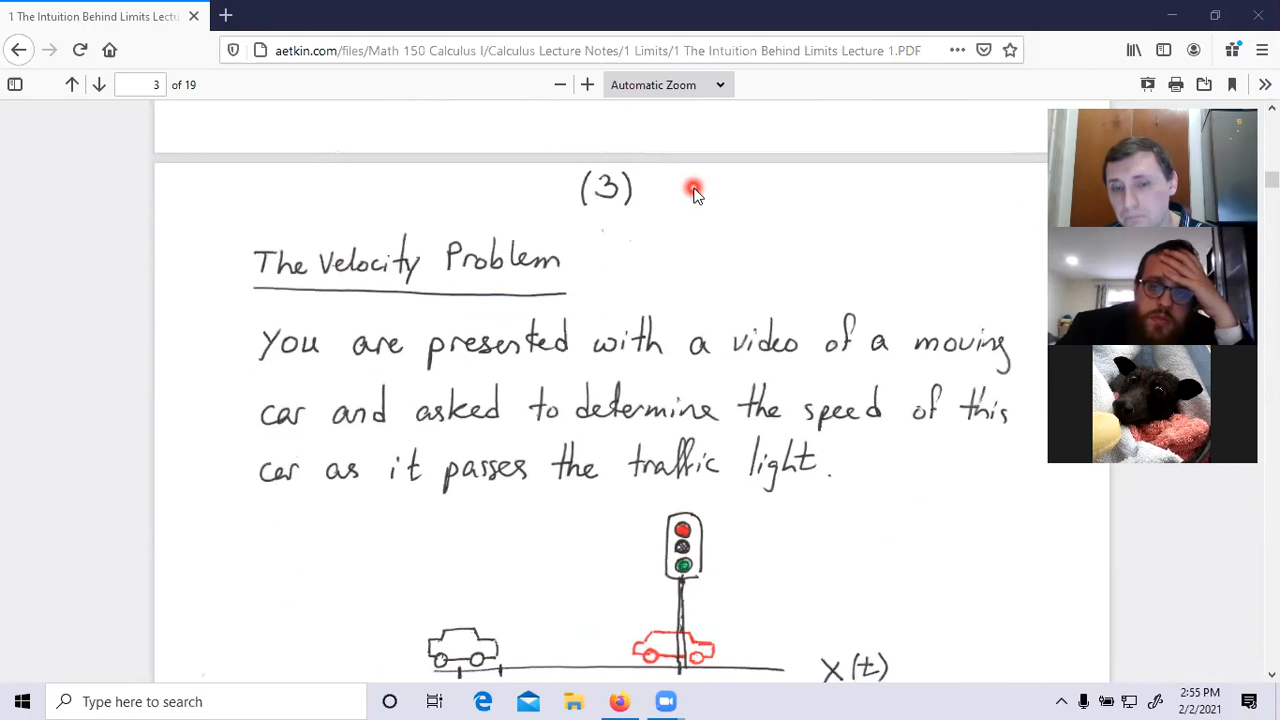 1 The Intuition Behind Limits Lectu
aetkin.com/files/Math 150 Calculus I/Calculus Lecture Notes/1 Limits/1 The Intuition Behind Limits Lecture 1.PDF
3 of 19
Automatic Zoom
(3)
The Velocity Problem
You are presented with a video of a moving
car and asked to determine the speed of this
car as it passes the traffic light.
X(t)
Type here to search
2:55 PM
2/2/2021